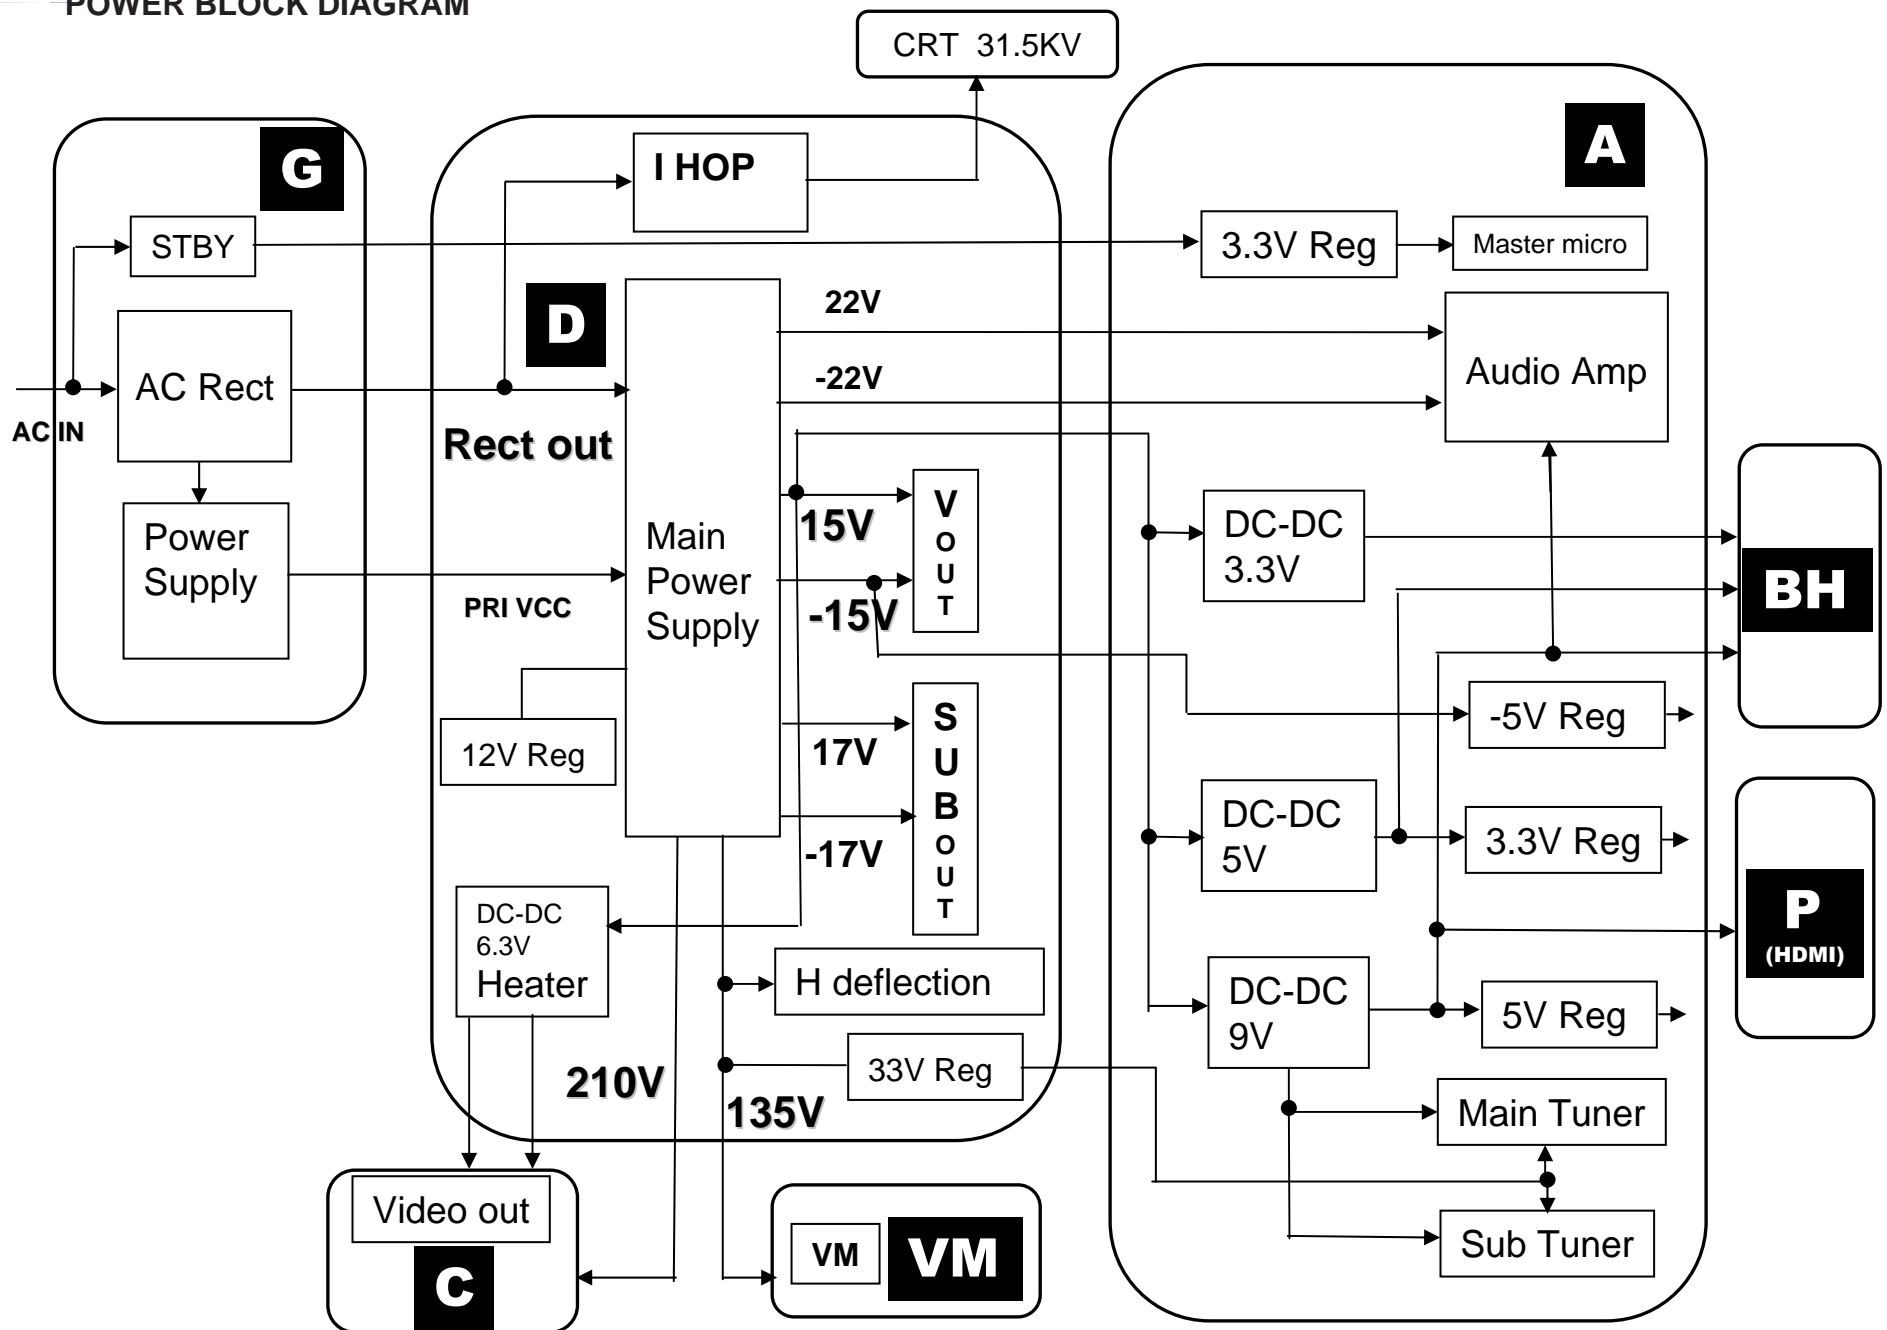 POWER BLOCK DIAGRAM
CRT 31.5KV
G
STBY
AC Rect
AC IN
Power
Supply
I HOP
D
Rect out
PRI VCC
Main
Power
Supply
12V Reg
22V
-22V
15V
-15V
V
O
U
T
17V
-17V
S
U
B
O
U
T
DC-DC
6.3V
Heater
H deflection
33V Reg
210V
135V
Video out
C
VM
VM
A
3.3V Reg
Master micro
Audio Amp
DC-DC
3.3V
-5V Reg
DC-DC
5V
3.3V Reg
DC-DC
9V
5V Reg
Main Tuner
Sub Tuner
BH
P
(HDMI)